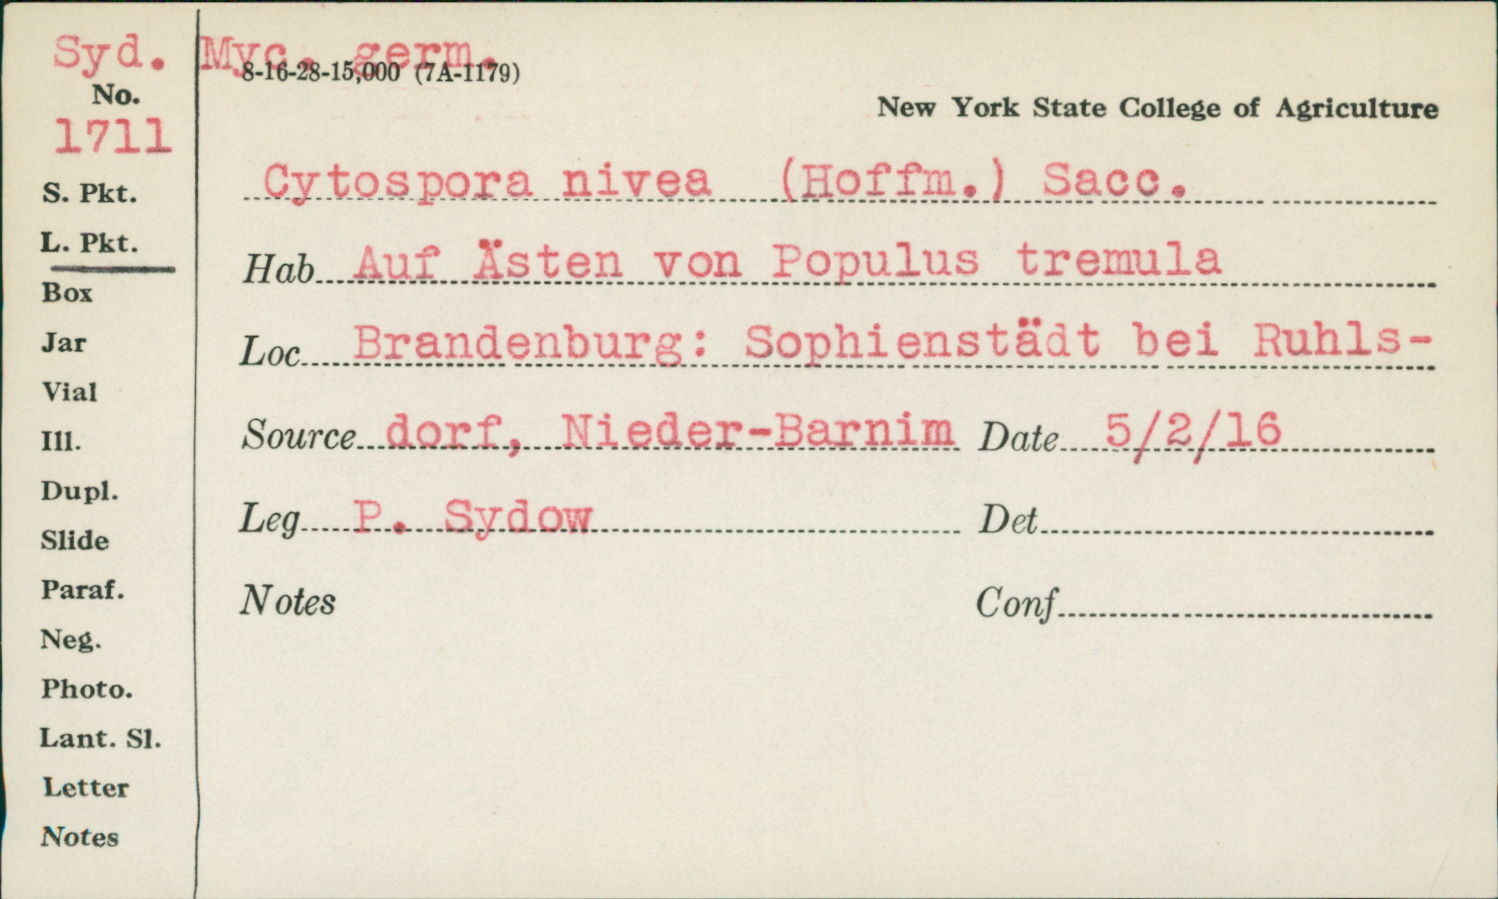 Syd. Myc. germ.
8-16-28-15,000 (7A-1179)
No.
1711
New York State College of Agriculture
S. Pkt.
Cytospora nivea (Hoffm.) Sacc.
L. Pkt.
Hab Auf Ästen von Populus tremula
Box
Jar
Loc Brandenburg: Sophienstädt bei Ruhls-
Vial
Ill.
Source dorf, Nieder-Barnim Date 5/2/16
Dupl.
Leg P. Sydow Det
Slide
Paraf.
Notes Conf
Neg.
Photo.
Lant. Sl.
Letter
Notes